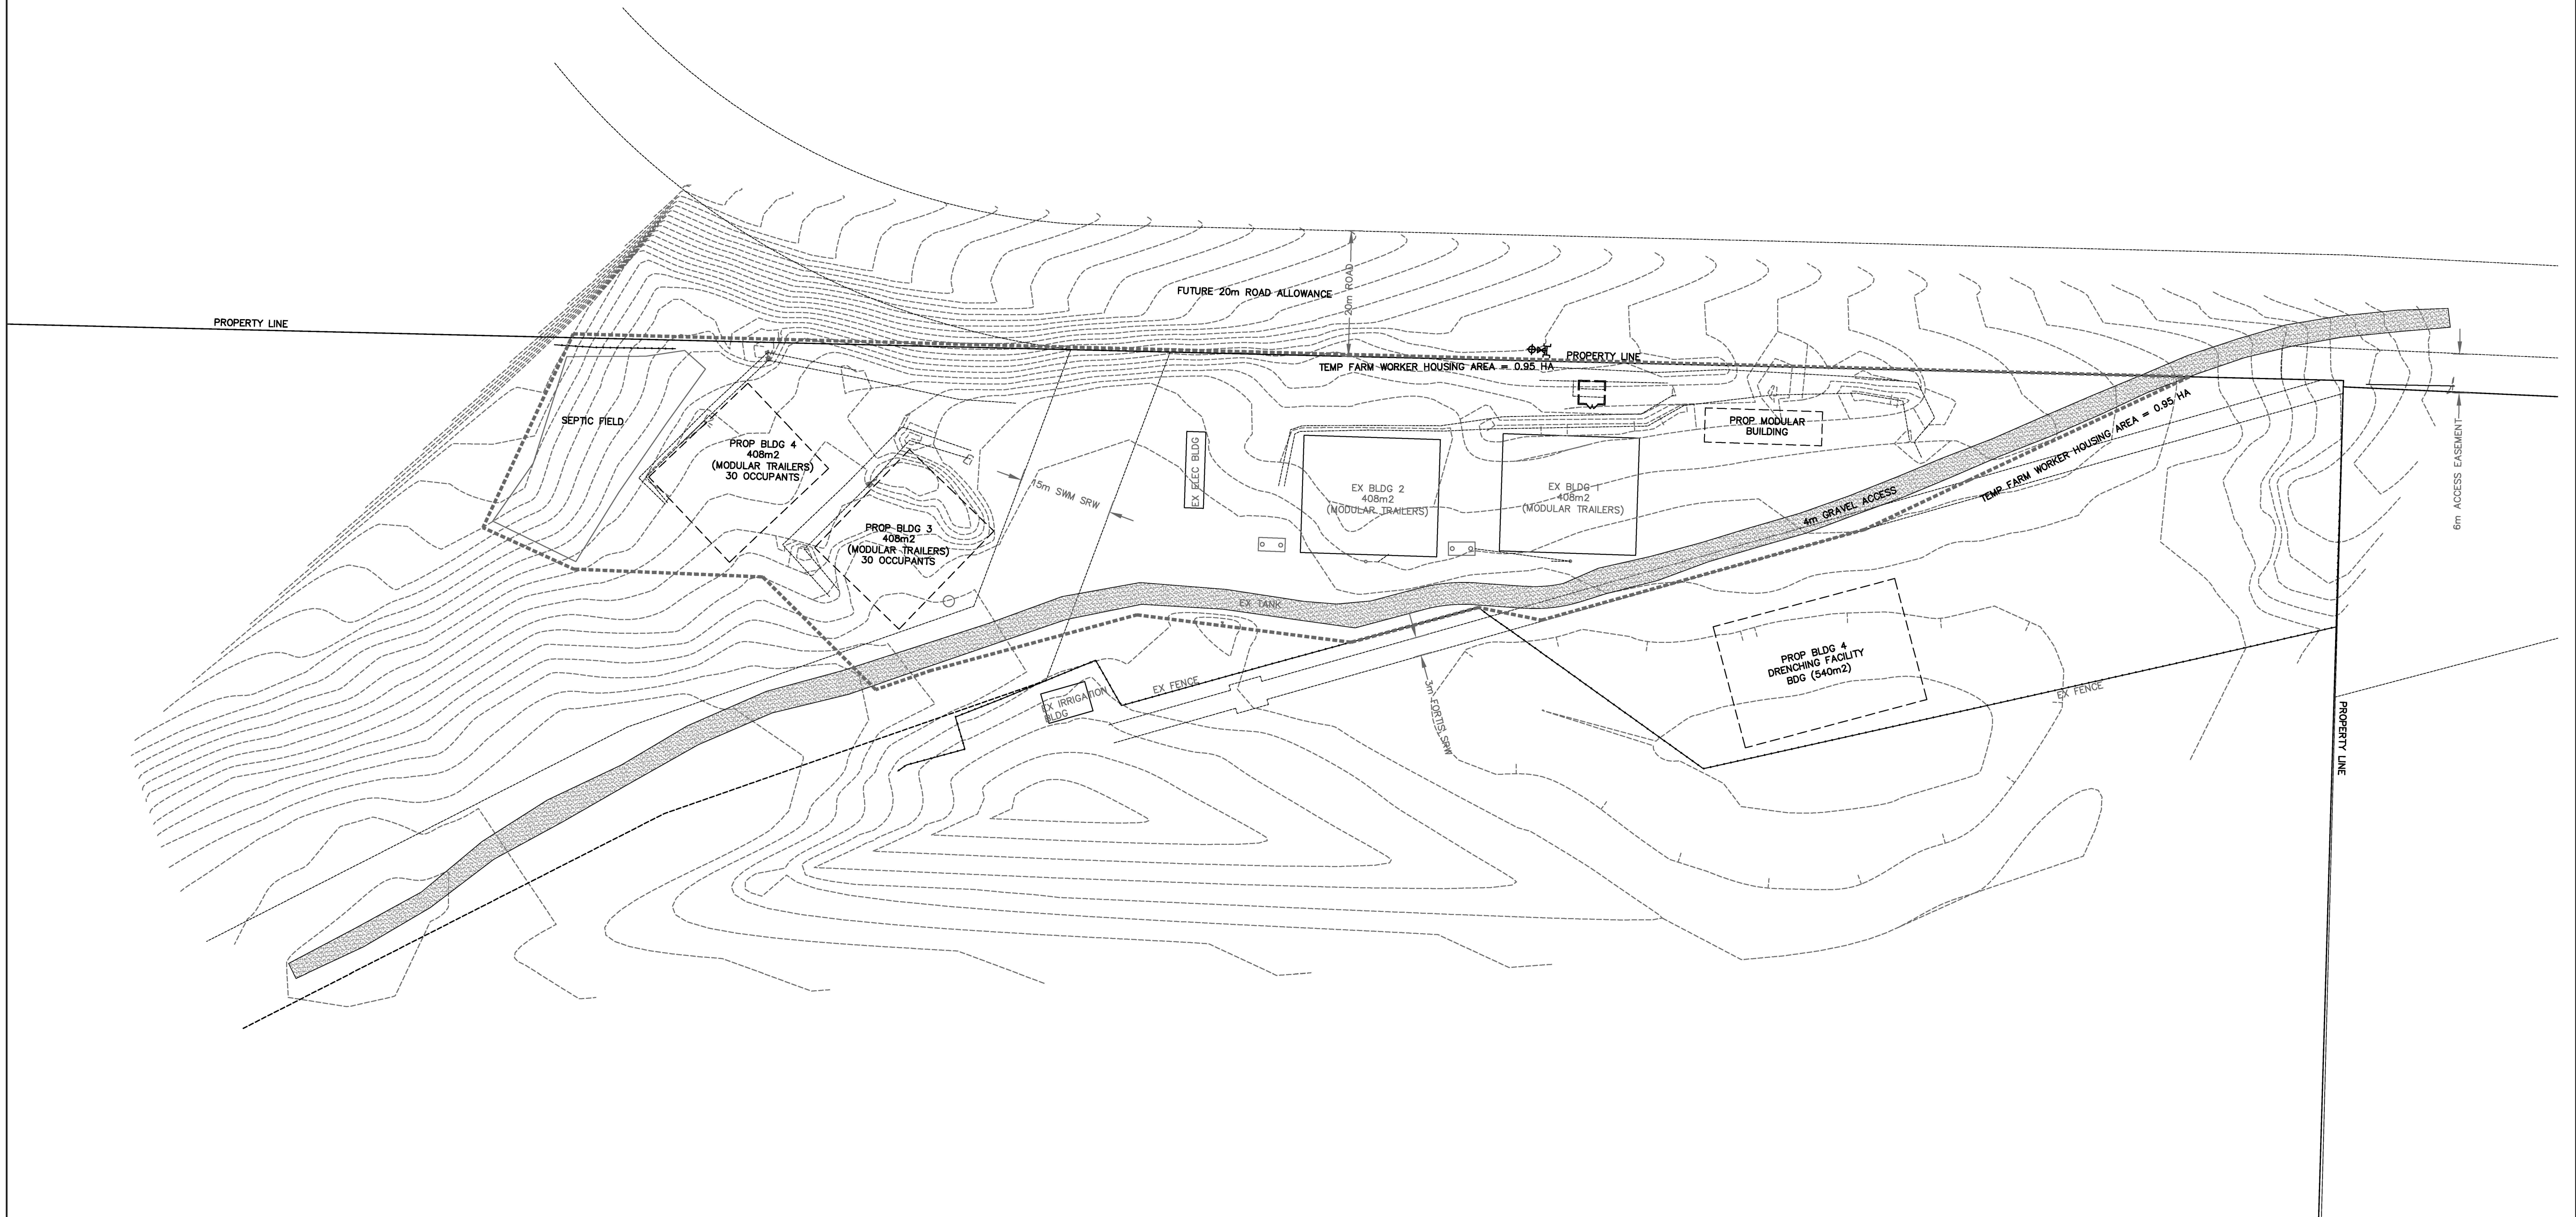 FUTURE 20m ROAD ALLOWANCE
20m ROAD
PROPERTY LINE
PROPERTY LINE
TEMP FARM WORKER HOUSING AREA = 0.95 HA
SEPTIC FIELD
PROP BLDG 4
408m2
(MODULAR TRAILERS)
30 OCCUPANTS
PROP BLDG 3
408m2
(MODULAR TRAILERS)
30 OCCUPANTS
15m SWM SRW
EX ELEC BLDG
EX BLDG 2
408m2
(MODULAR TRAILERS)
EX BLDG 1
408m2
(MODULAR TRAILERS)
PROP MODULAR
BUILDING
4m GRAVEL ACCESS
TEMP FARM WORKER HOUSING AREA = 0.95 HA
6m ACCESS EASEMENT
EX TANK
EX IRRIGATION
BLDG
EX FENCE
3m FORTIS SRW
PROP BLDG 4
DRENCHING FACILITY
BDG (540m2)
EX FENCE
PROPERTY LINE